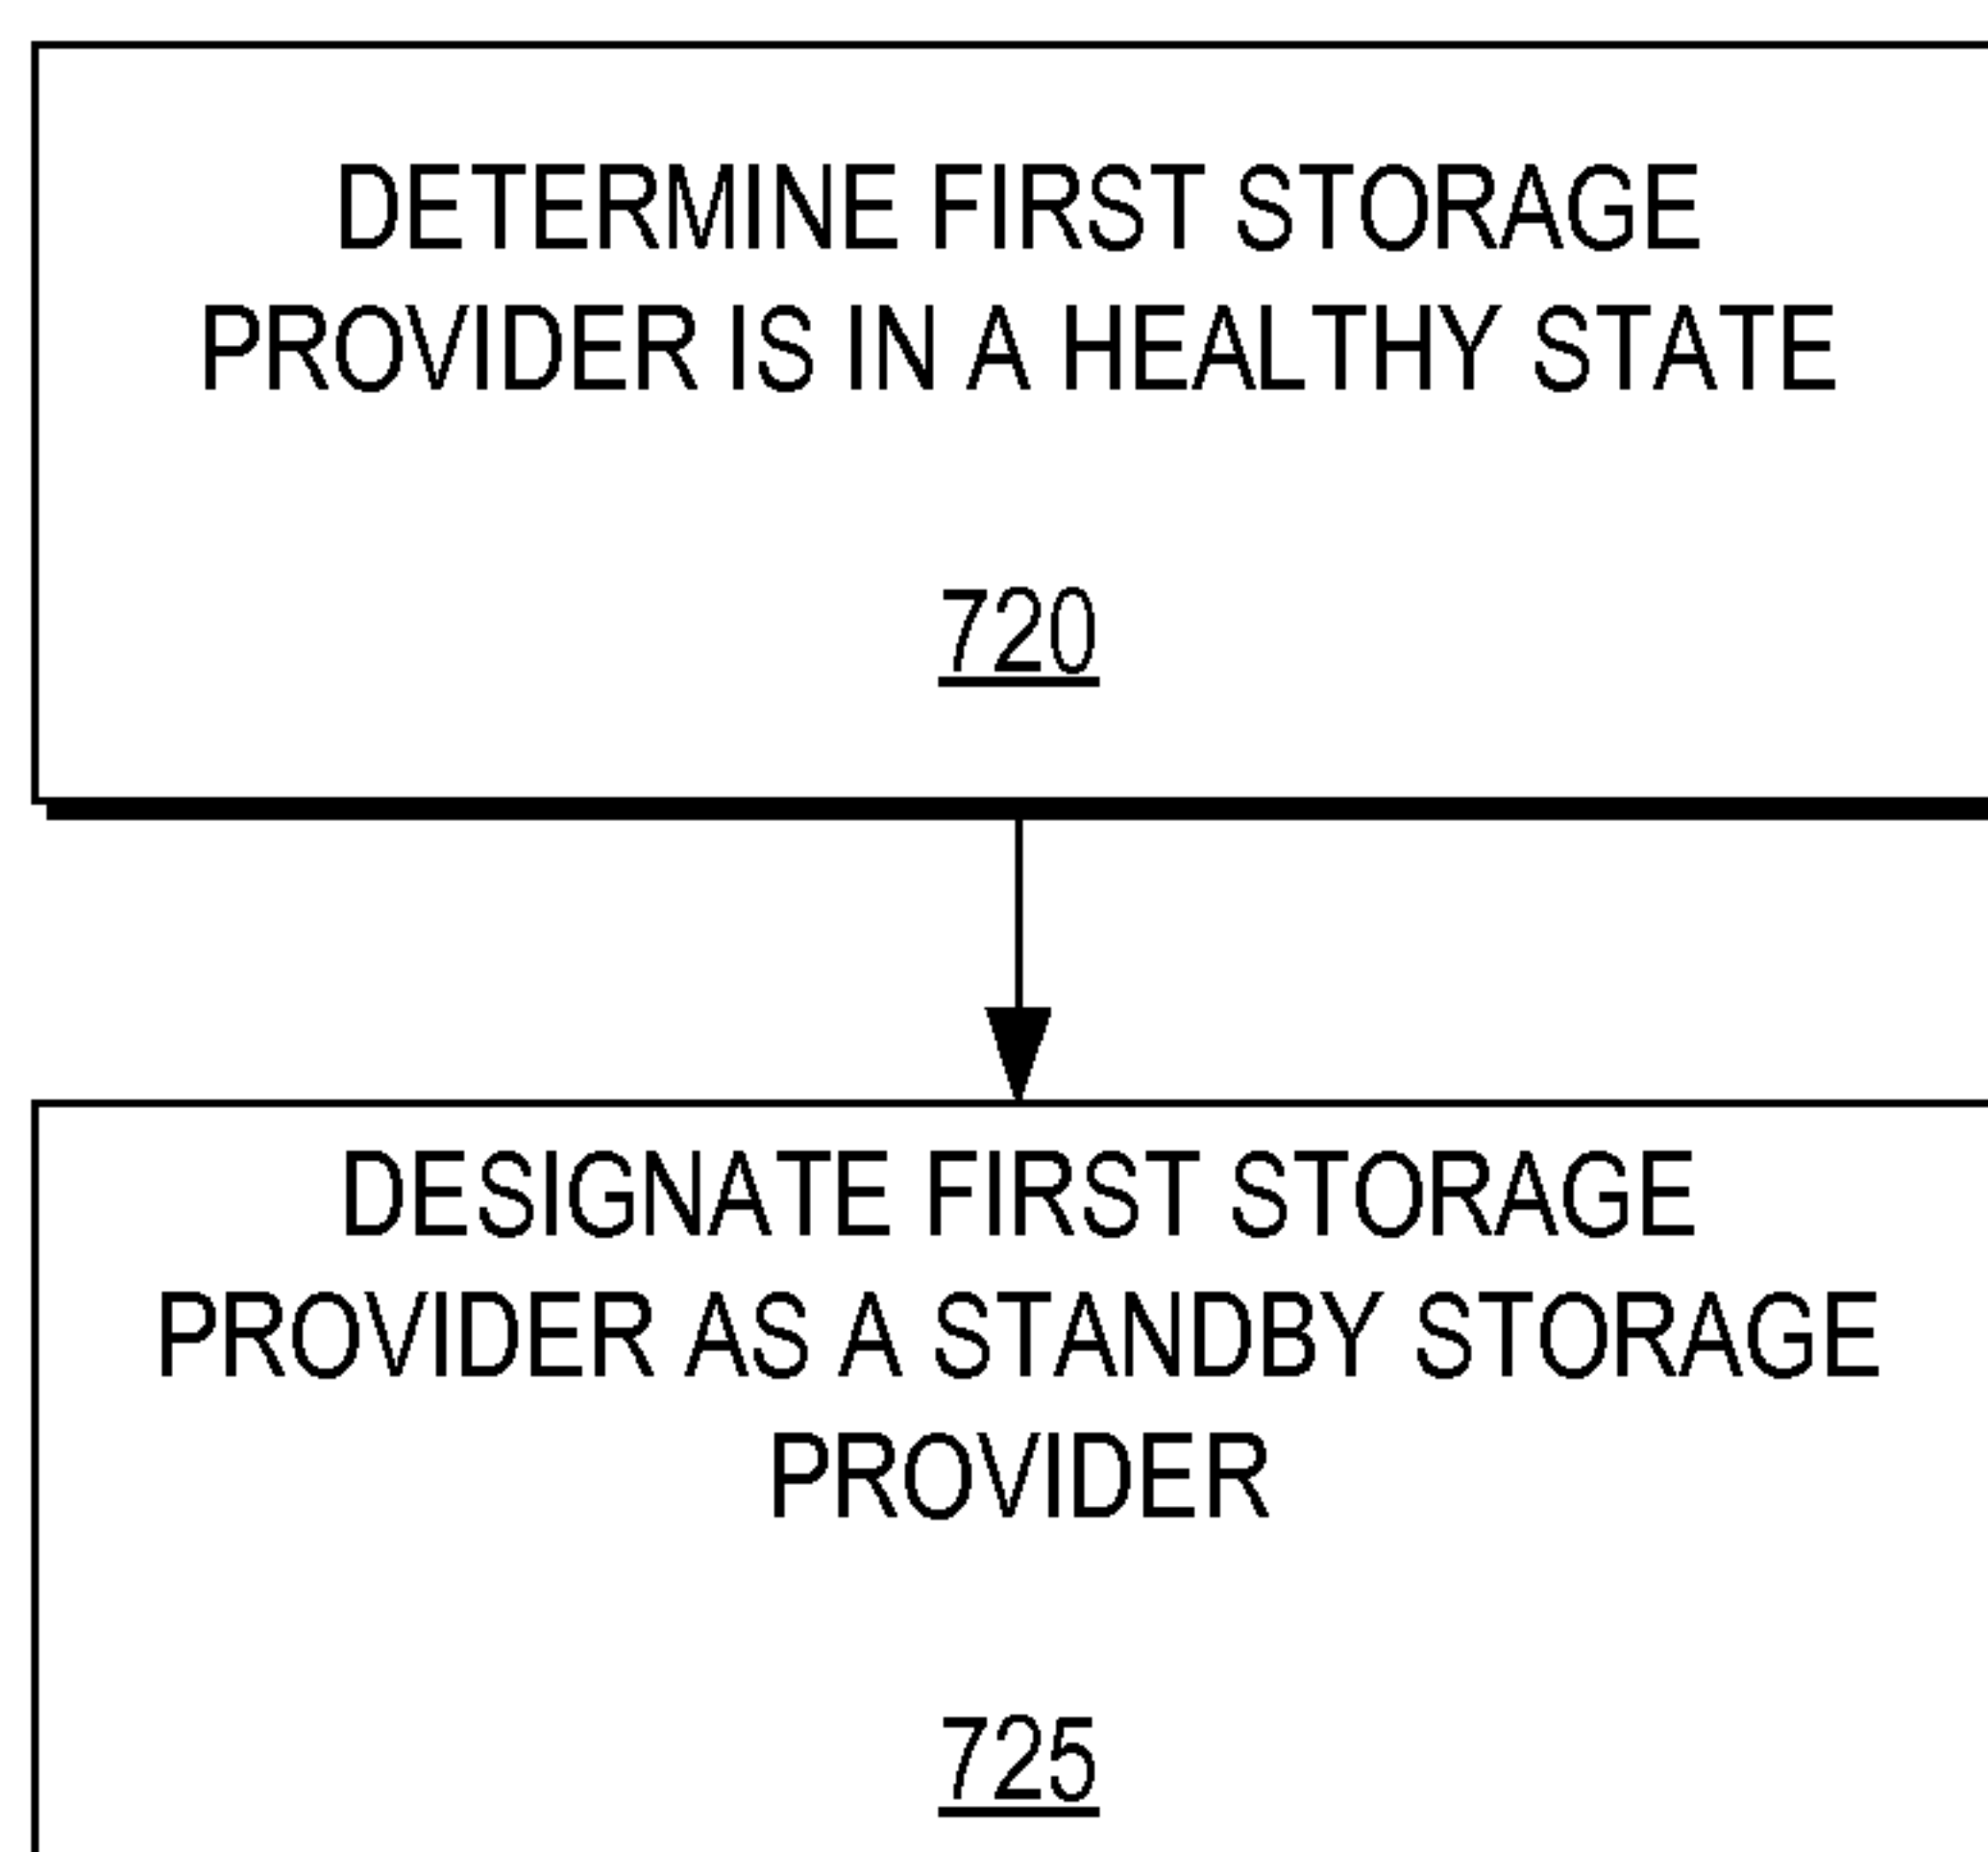 DETERMINE FIRST STORAGE
PROVIDER IS IN A HEALTHY STATE
720
DESIGNATE FIRST STORAGE
PROVIDER AS A STANDBY STORAGE
PROVIDER
725